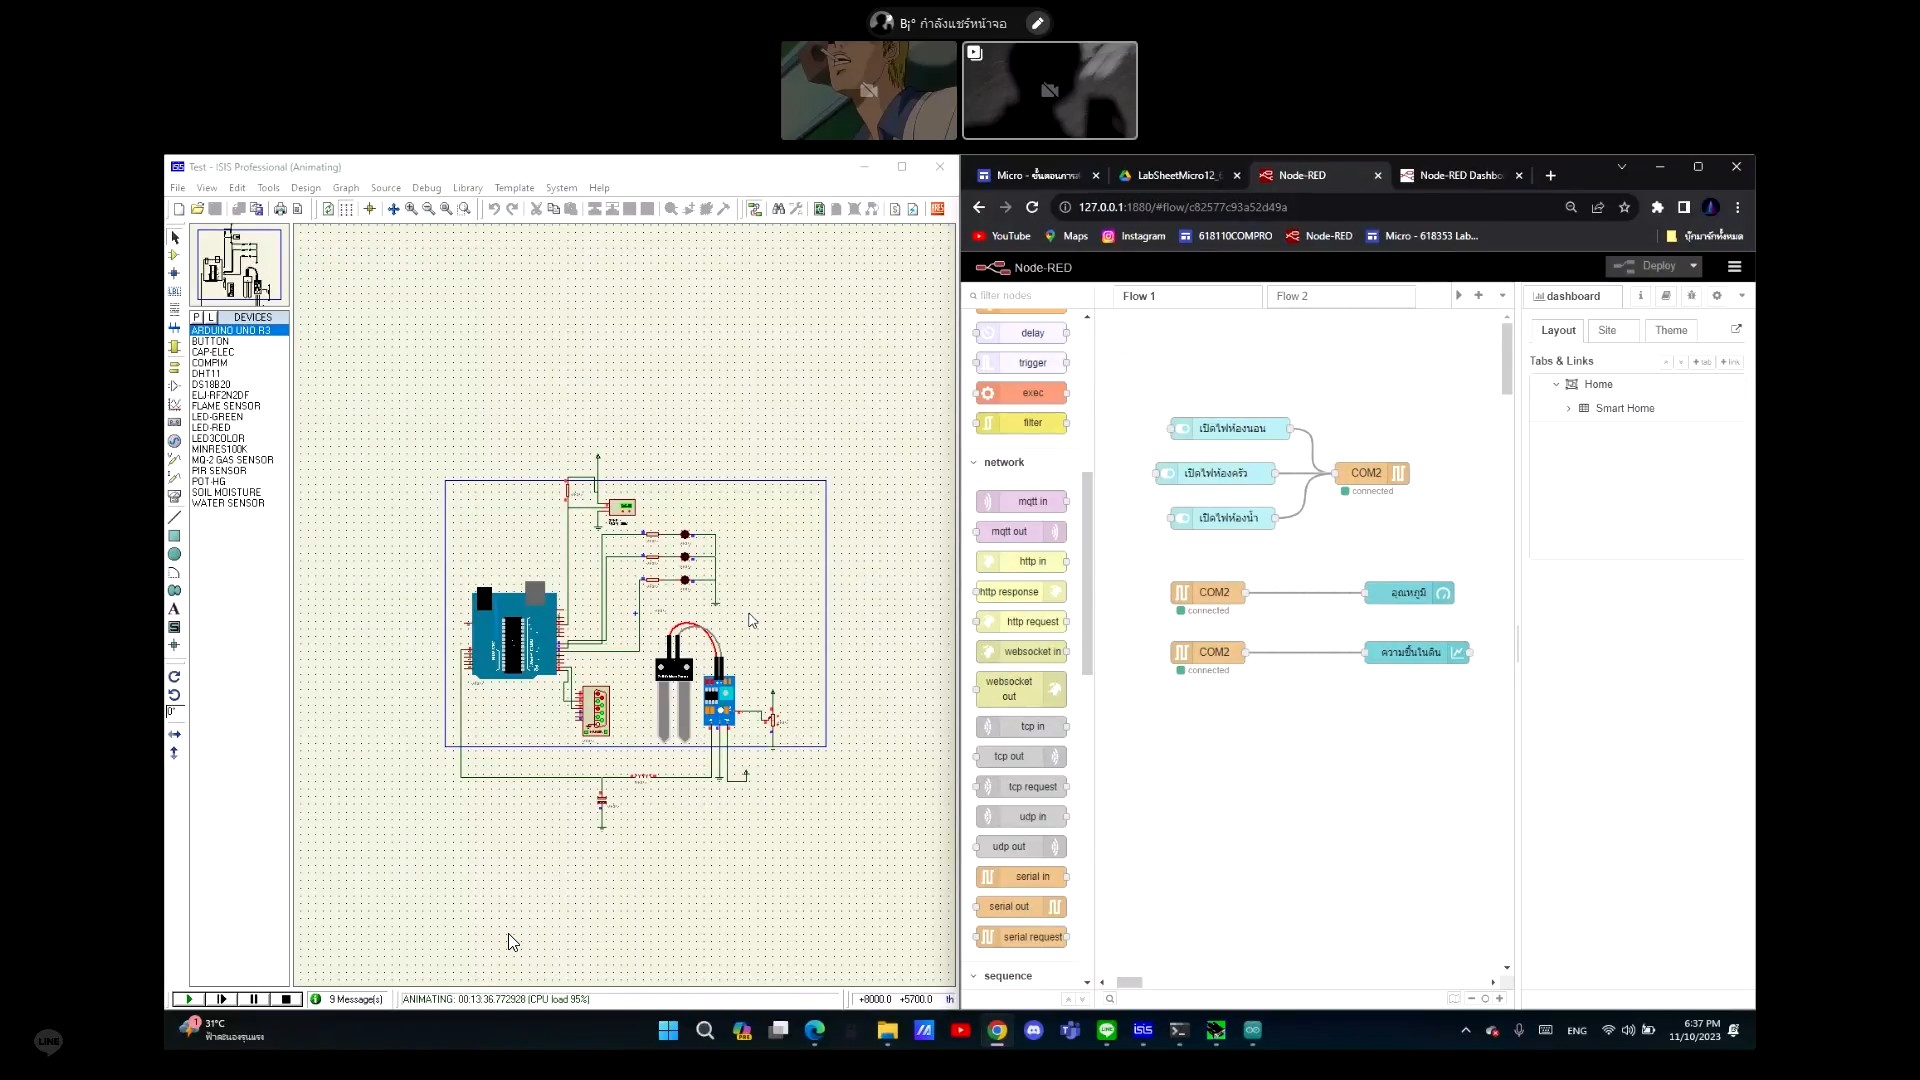 Bj° กำลังแชร์หน้าจอ
Test - ISIS Professional (Animating)
File View Edit Tools Design Graph Source Debug Library Template System Help
P L DEVICES
ARDUINO UNO R3
BUTTON
CAP-ELEC
COMPIM
DHT11
DS18B20
ELJ-RF2N2DF
FLAME SENSOR
LED-GREEN
LED-RED
LED3COLOR
MINRES100K
MQ-2 GAS SENSOR
PIR SENSOR
POT-HG
SOIL MOISTURE
WATER SENSOR
9 Message(s)
ANIMATING: 00:13:36.772928 (CPU load 95%)
+8000.0 +5700.0 th
Micro - ขั้นตอนการส
LabSheetMicro12_6
Node-RED
Node-RED Dashbo
127.0.0.1:1880/#flow/c82577c93a52d49a
YouTube Maps Instagram 618110COMPRO Node-RED Micro - 618353 Lab... บุ๊กมาร์กทั้งหมด
Node-RED
Deploy
filter nodes
Flow 1
Flow 2
dashboard
delay
trigger
exec
filter
network
mqtt in
mqtt out
http in
http response
http request
websocket in
websocket
out
tcp in
tcp out
tcp request
udp in
udp out
serial in
serial out
serial request
sequence
เปิดไฟห้องนอน
เปิดไฟห้องครัว
COM2
connected
เปิดไฟห้องน้ำ
COM2
connected
อุณหภูมิ
COM2
connected
ความชื้นในดิน
Layout Site Theme
Tabs & Links
+ tab + link
Home
Smart Home
31°C
ฟ้าคะนองรุนแรง
ENG
6:37 PM
11/10/2023
LINE